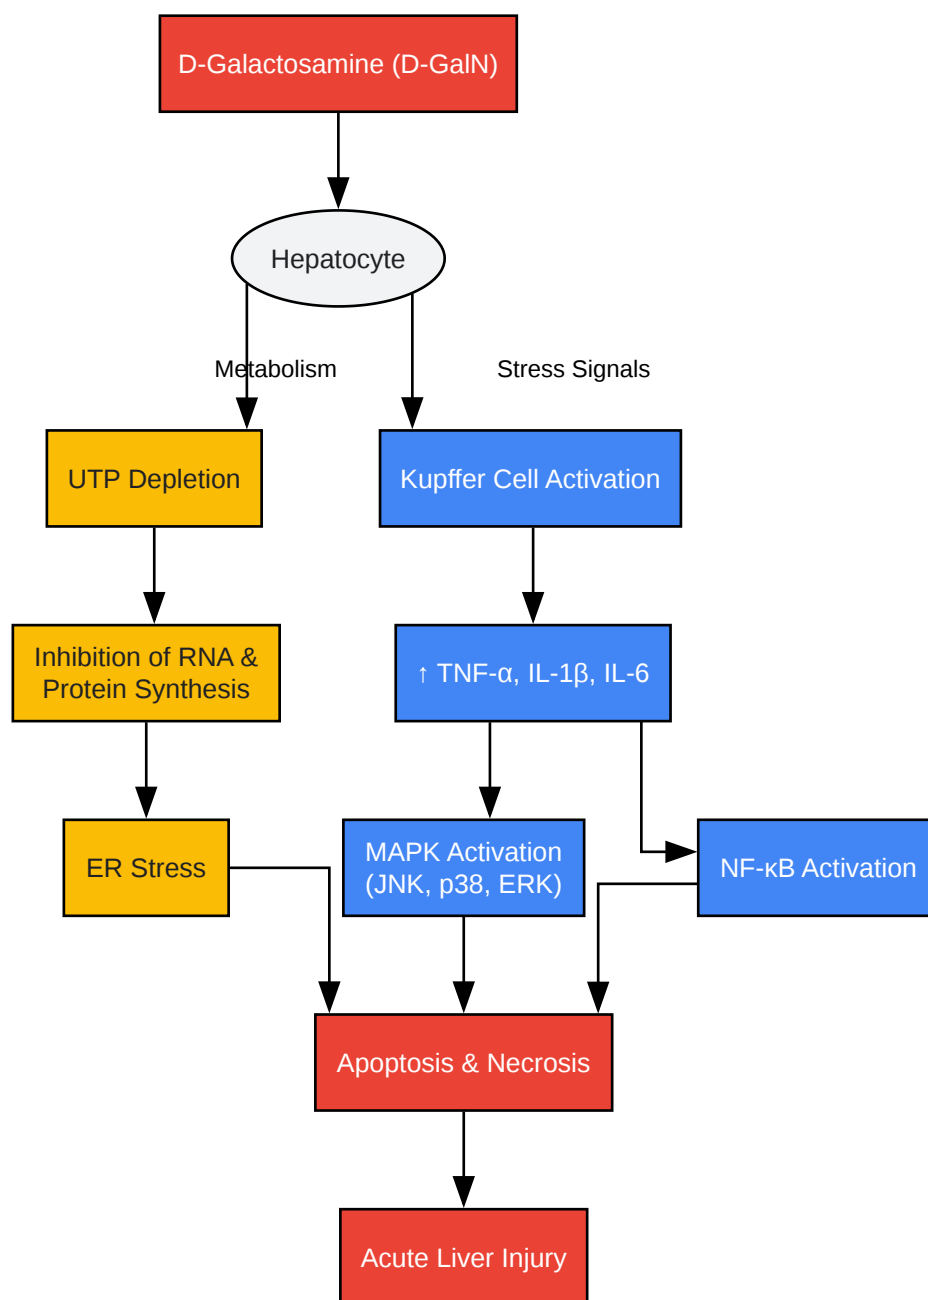 D-Galactosamine (D-GalN)
Hepatocyte
Metabolism
Stress Signals
UTP Depletion
Kupffer Cell Activation
Inhibition of RNA &
Protein Synthesis
↑ TNF-α, IL-1β, IL-6
ER Stress
MAPK Activation
(JNK, p38, ERK)
NF-κB Activation
Apoptosis & Necrosis
Acute Liver Injury